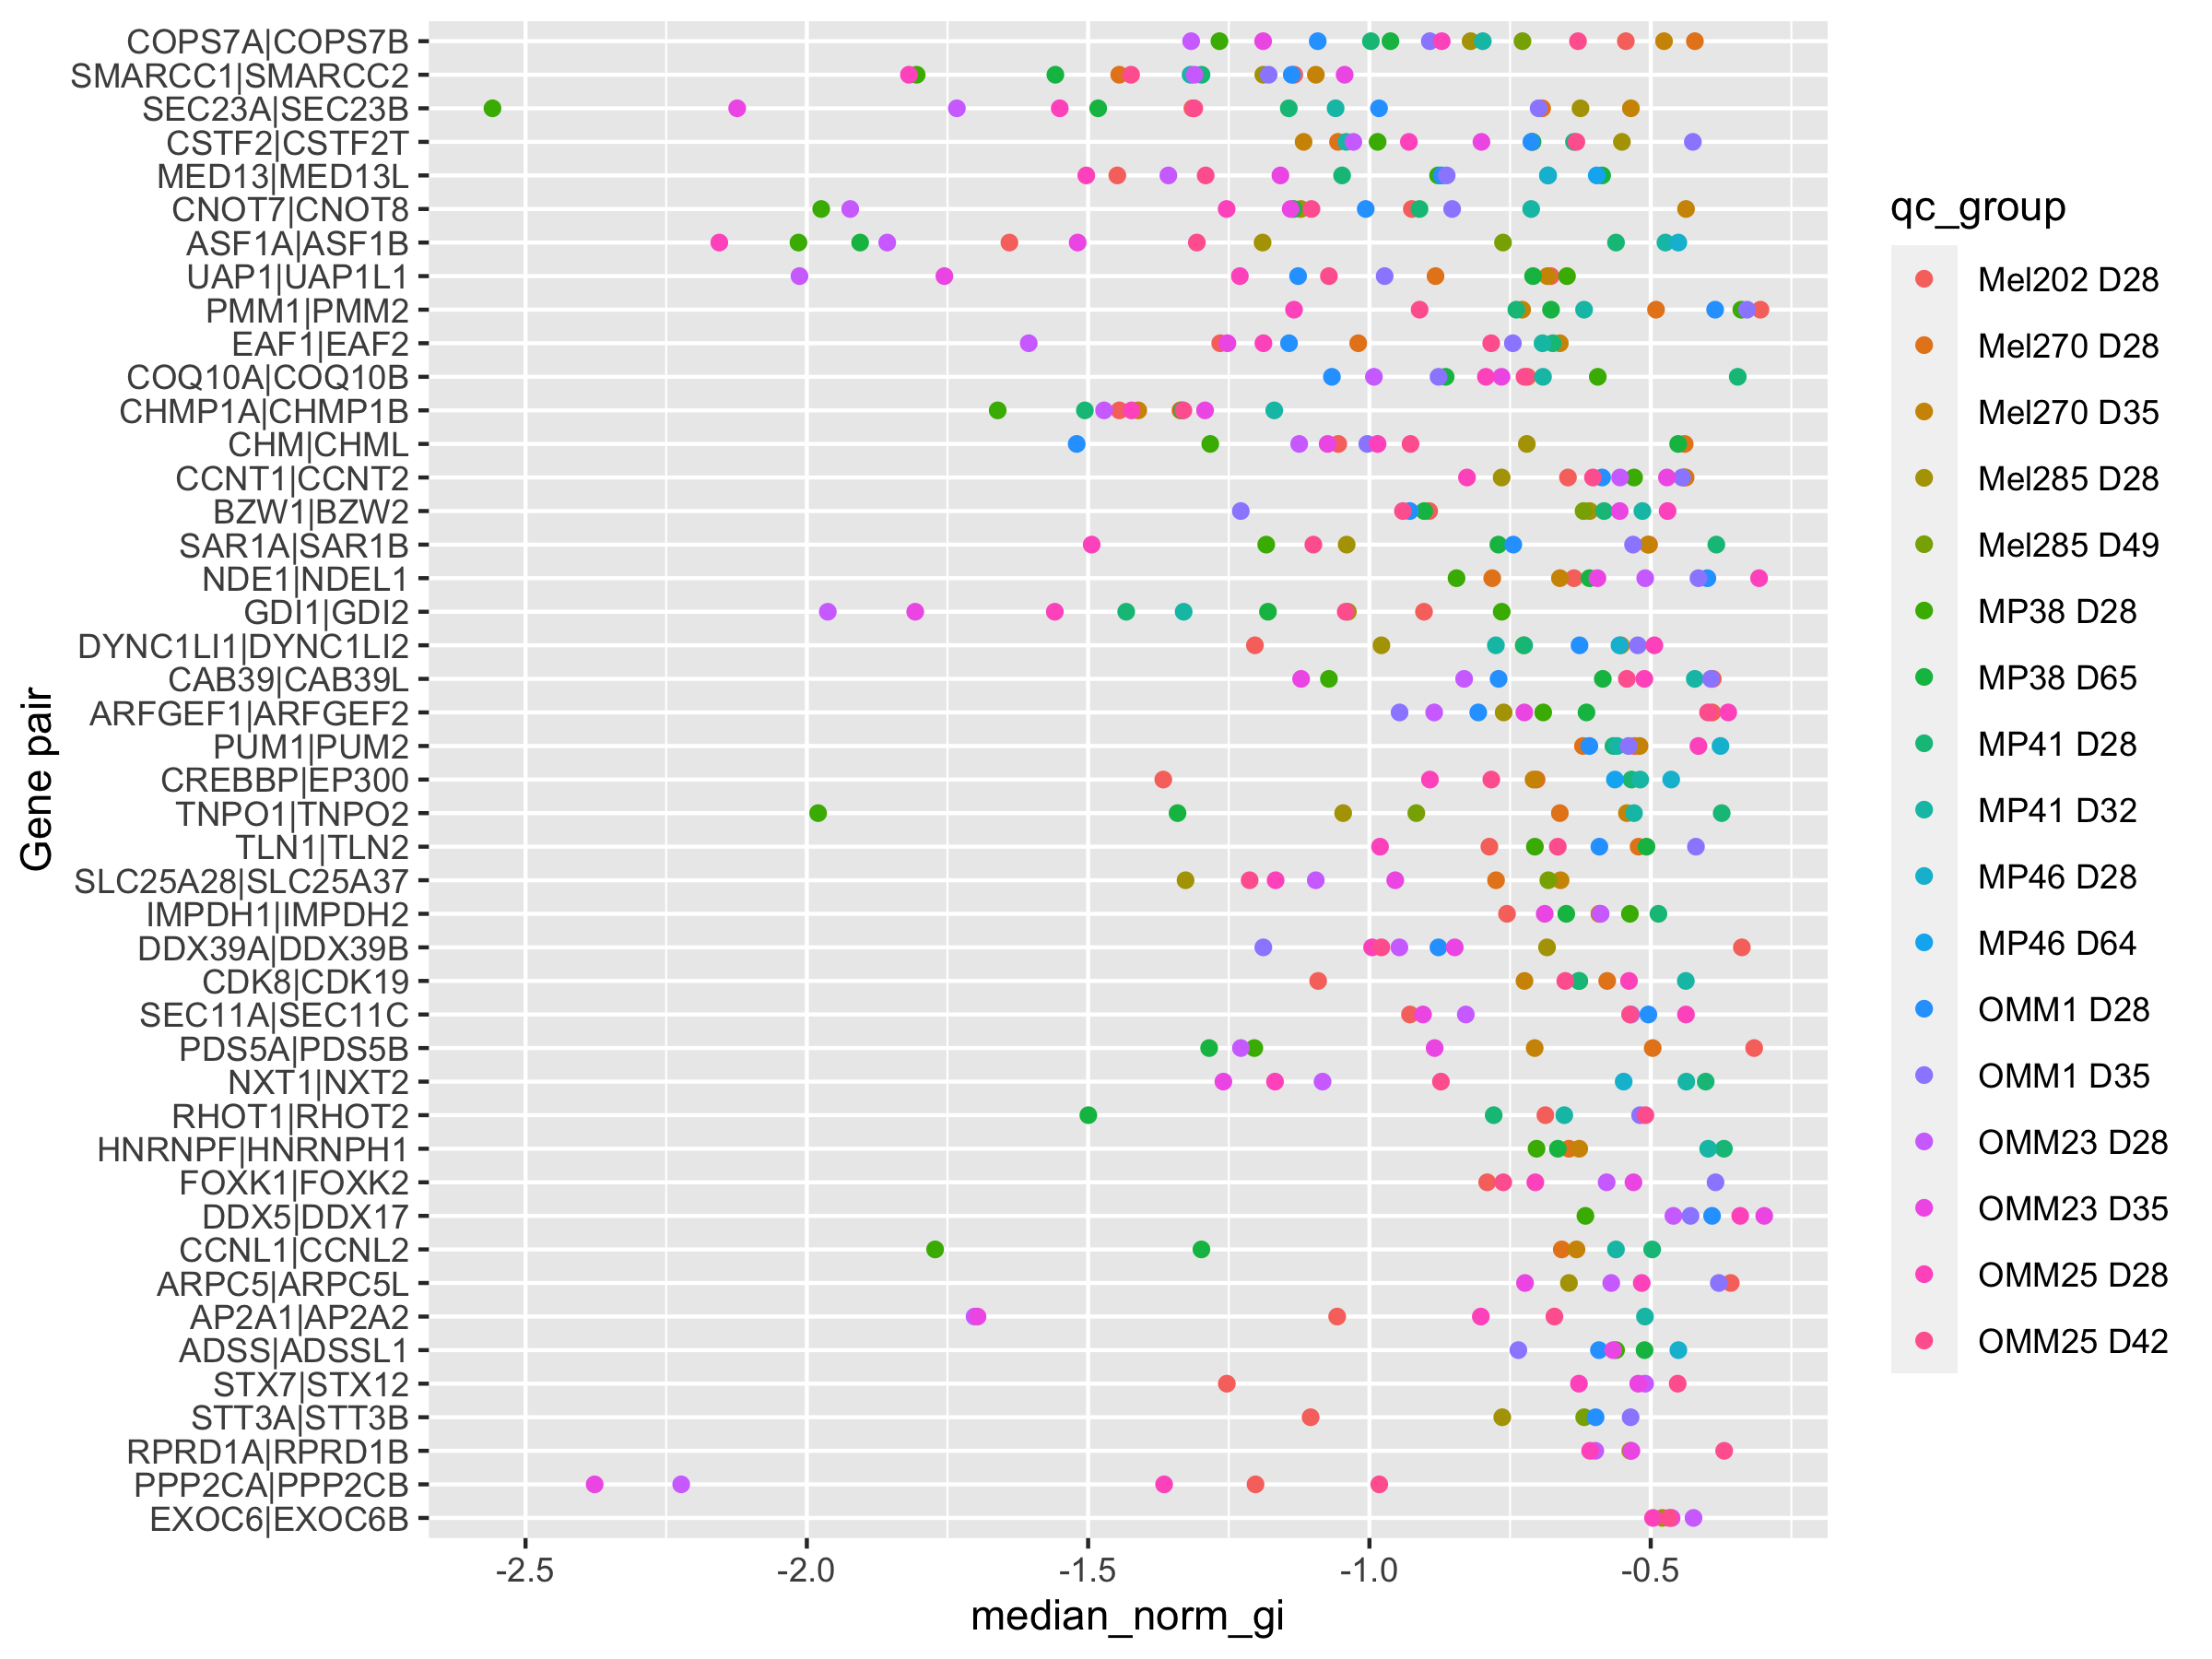 Gene pair
COPS7A|COPS7B
SMARCC1|SMARCC2
SEC23A|SEC23B
CSTF2|CSTF2T
MED13|MED13L
CNOT7|CNOT8
ASF1A|ASF1B
UAP1|UAP1L1
PMM1|PMM2
EAF1|EAF2
COQ10A|COQ10B
CHMP1A|CHMP1B
CHM|CHML
CCNT1|CCNT2
BZW1|BZW2
SAR1A|SAR1B
NDE1|NDEL1
GDI1|GDI2
DYNC1LI1|DYNC1LI2
CAB39|CAB39L
ARFGEF1|ARFGEF2
PUM1|PUM2
CREBBP|EP300
TNPO1|TNPO2
TLN1|TLN2
SLC25A28|SLC25A37
IMPDH1|IMPDH2
DDX39A|DDX39B
CDK8|CDK19
SEC11A|SEC11C
PDS5A|PDS5B
NXT1|NXT2
RHOT1|RHOT2
HNRNPF|HNRNPH1
FOXK1|FOXK2
DDX5|DDX17
CCNL1|CCNL2
ARPC5|ARPC5L
AP2A1|AP2A2
ADSS|ADSSL1
STX7|STX12
STT3A|STT3B
RPRD1A|RPRD1B
PPP2CA|PPP2CB
EXOC6|EXOC6B
-2.5 -2.0 -1.5 -1.0 -0.5
median_norm_gi
qc_group
Mel202 D28
Mel270 D28
Mel270 D35
Mel285 D28
Mel285 D49
MP38 D28
MP38 D65
MP41 D28
MP41 D32
MP46 D28
MP46 D64
OMM1 D28
OMM1 D35
OMM23 D28
OMM23 D35
OMM25 D28
OMM25 D42